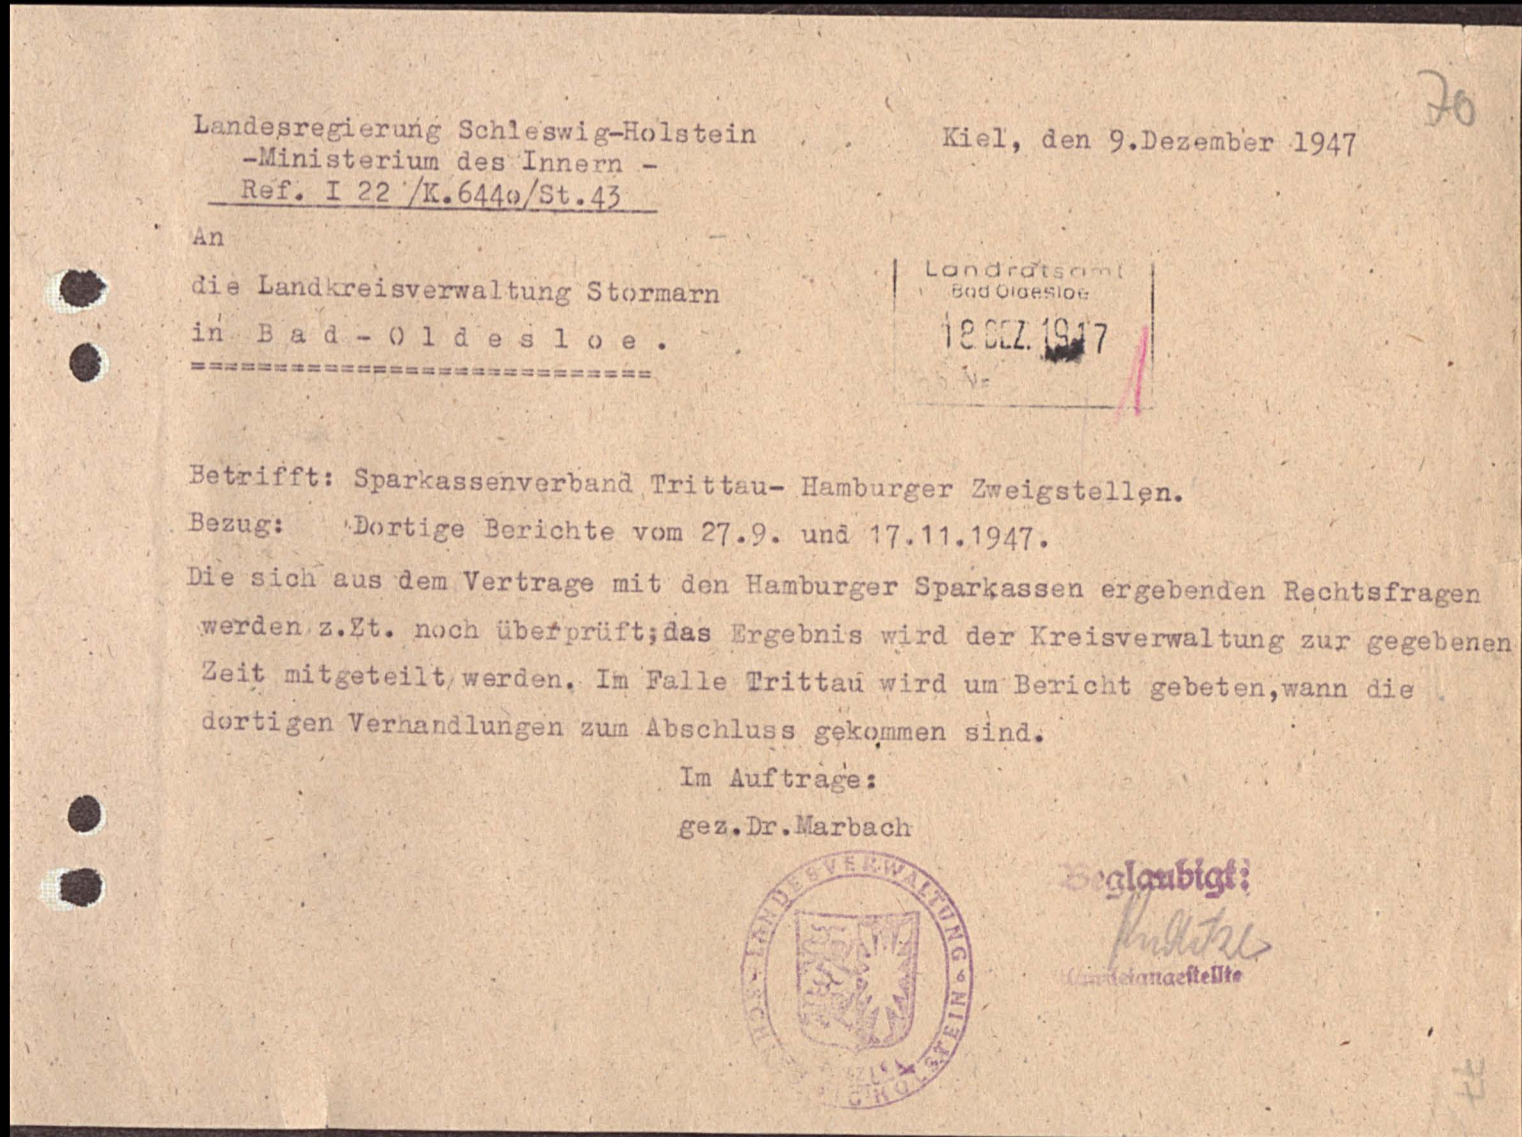 70
Landesregierung Schleswig-Holstein
Kiel, den 9.Dezember 1947
-Ministerium des Innern -
Ref. I 22 /K.6440/St.43
An
die Landkreisverwaltung Stormarn
in B a d - O l d e s l o e .
============================
Landratsamt
Bad Oldesloe
18 DEZ. 1947
Betrifft: Sparkassenverband Trittau- Hamburger Zweigstellen.
Bezug: Dortige Berichte vom 27.9. und 17.11.1947.
Die sich aus dem Vertrage mit den Hamburger Sparkassen ergebenden Rechtsfragen
werden z.Zt. noch überprüft;das Ergebnis wird der Kreisverwaltung zur gegebenen
Zeit mitgeteilt werden. Im Falle Trittau wird um Bericht gebeten,wann die
dortigen Verhandlungen zum Abschluss gekommen sind.
Im Auftrage:
gez.Dr.Marbach
LANDESVERWALTUNG
SCHLESWIG HOLSTEIN
Beglaubigt: